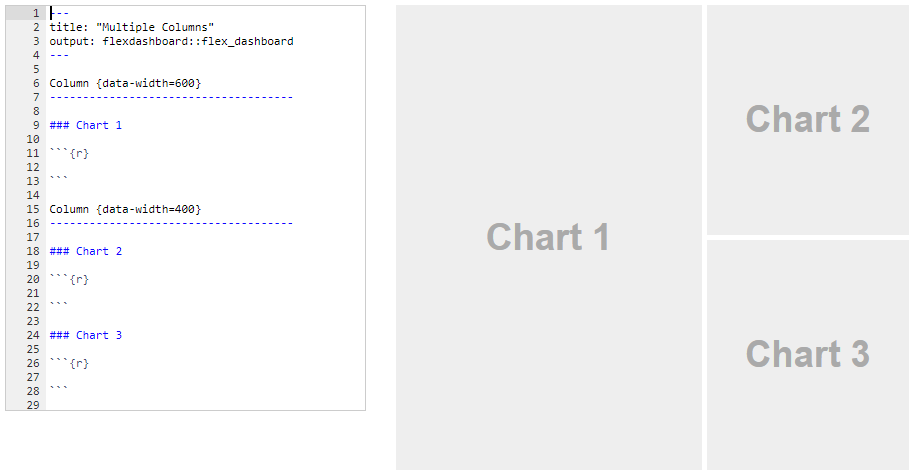 1 ---
2 title: "Multiple Columns"
3 output: flexdashboard::flex_dashboard
4 ---
5
6 Column {data-width=600}
7 -------------------------------------
8
9 ### Chart 1
10
11 ```{r}
12
13 ```
14
15 Column {data-width=400}
16 -------------------------------------
17
18 ### Chart 2
19
20 ```{r}
21
22 ```
23
24 ### Chart 3
25
26 ```{r}
27
28 ```
29
Chart 1
Chart 2
Chart 3